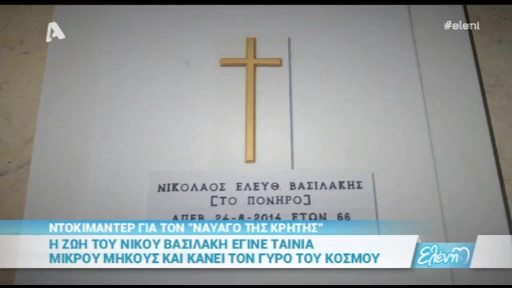 #eleni
ΝΙΚΟΛΑΟΣ ΕΛΕΥΘ. ΒΑΣΙΛΑΚΗΣ
[ΤΟ ΠΟΝΗΡΟ]
ΑΠΕΒ. 24-8-2014 ΕΤΩΝ 66
ΝΤΟΚΙΜΑΝΤΕΡ ΓΙΑ ΤΟΝ "ΝΑΥΑΓΟ ΤΗΣ ΚΡΗΤΗΣ"
Η ΖΩΗ ΤΟΥ ΝΙΚΟΥ ΒΑΣΙΛΑΚΗ ΕΓΙΝΕ ΤΑΙΝΙΑ
ΜΙΚΡΟΥ ΜΗΚΟΥΣ ΚΑΙ ΚΑΝΕΙ ΤΟΝ ΓΥΡΟ ΤΟΥ ΚΟΣΜΟΥ
Ελένη